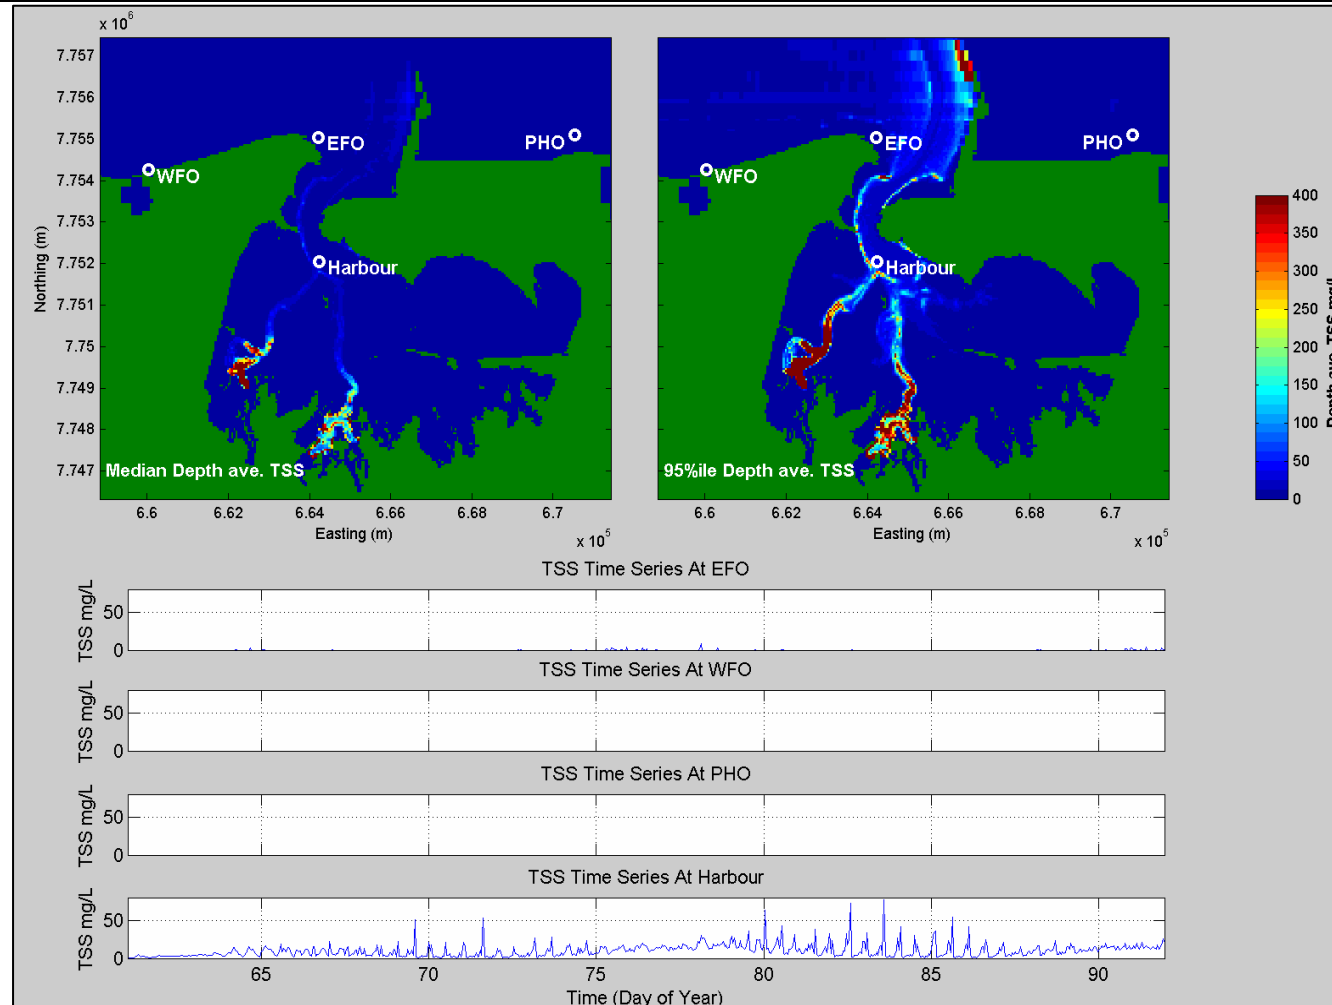 x 10^6
7.757
7.756
7.755
7.754
7.753
7.752
7.751
7.75
7.749
7.748
7.747
Northing (m)
EFO
PHO
WFO
Harbour
Median Depth ave. TSS
6.6 6.62 6.64 6.66 6.68 6.7
Easting (m)
x 10^5
EFO
PHO
WFO
Harbour
95%ile Depth ave. TSS
6.6 6.62 6.64 6.66 6.68 6.7
Easting (m)
x 10^5
400
350
300
250
200
150
100
50
0
Depth ave. TSS mg/L
TSS Time Series At EFO
TSS mg/L
50
0
TSS Time Series At WFO
TSS mg/L
50
0
TSS Time Series At PHO
TSS mg/L
50
0
TSS Time Series At Harbour
TSS mg/L
50
0
65 70 75 80 85 90
Time (Day of Year)